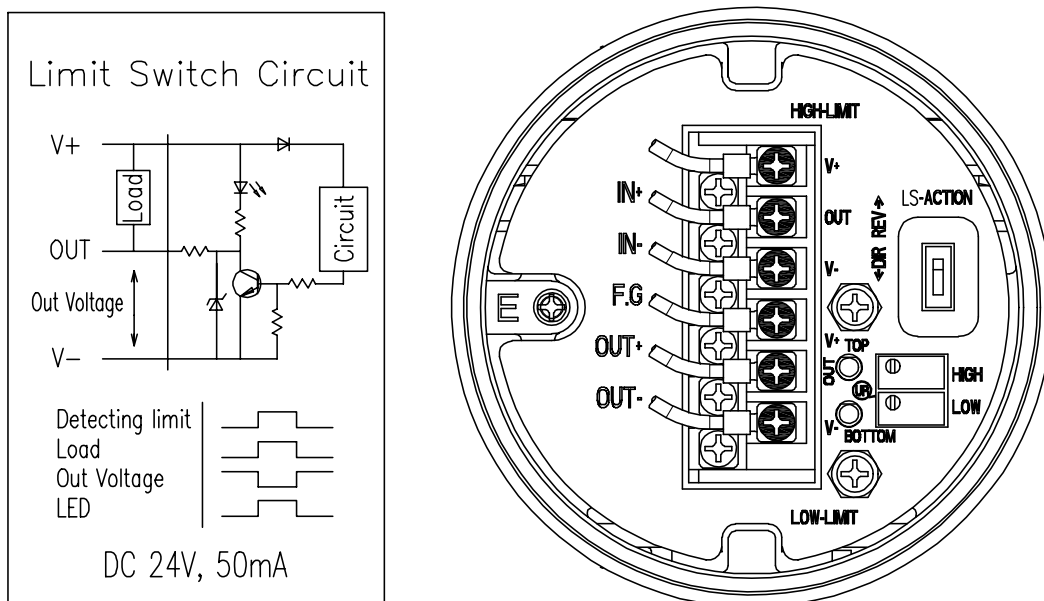 Limit Switch Circuit
V+
Load
Circuit
OUT
Out Voltage
V-
Detecting limit
Load
Out Voltage
LED
DC 24V, 50mA
HIGH-LIMIT
V+
IN+
OUT
IN-
V-
F.G
V+
OUT+
OUT
OUT-
V-
E
LS-ACTION
←DIR REV→
TOP
HIGH
UP
LOW
BOTTOM
LOW-LIMIT